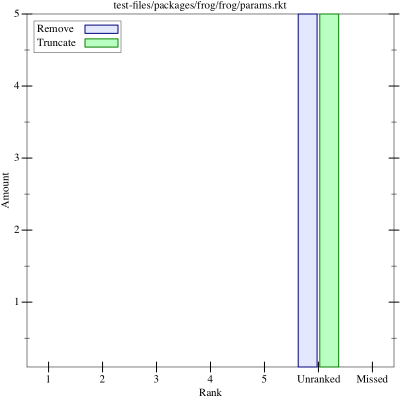 test-files/packages/frog/frog/params.rkt
Remove
Truncate
5
4
3
2
1
Amount
1 2 3 4 5 Unranked Missed
Rank